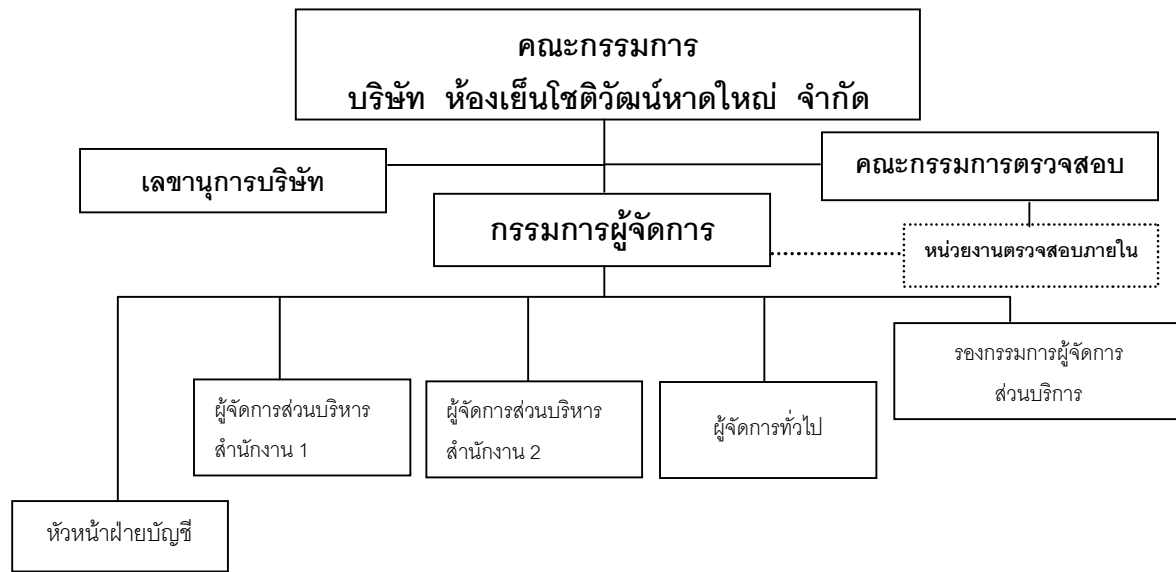 คณะกรรมการ
บริษัท ห้องเย็นโชติวัฒน์หาดใหญ่ จำกัด
เลขานุการบริษัท
คณะกรรมการตรวจสอบ
กรรมการผู้จัดการ
หน่วยงานตรวจสอบภายใน
รองกรรมการผู้จัดการ
ส่วนบริการ
ผู้จัดการส่วนบริหาร
สำนักงาน 1
ผู้จัดการส่วนบริหาร
สำนักงาน 2
ผู้จัดการทั่วไป
หัวหน้าฝ่ายบัญชี